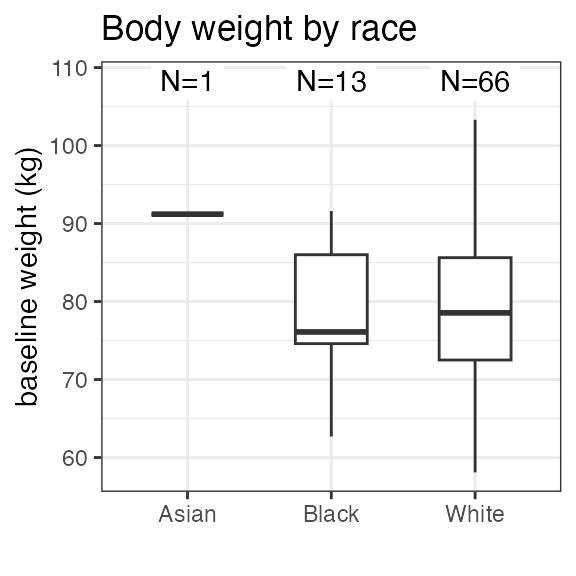 Body weight by race
N=1 N=13 N=66
110
100
90
80
70
60
baseline weight (kg)
Asian Black White